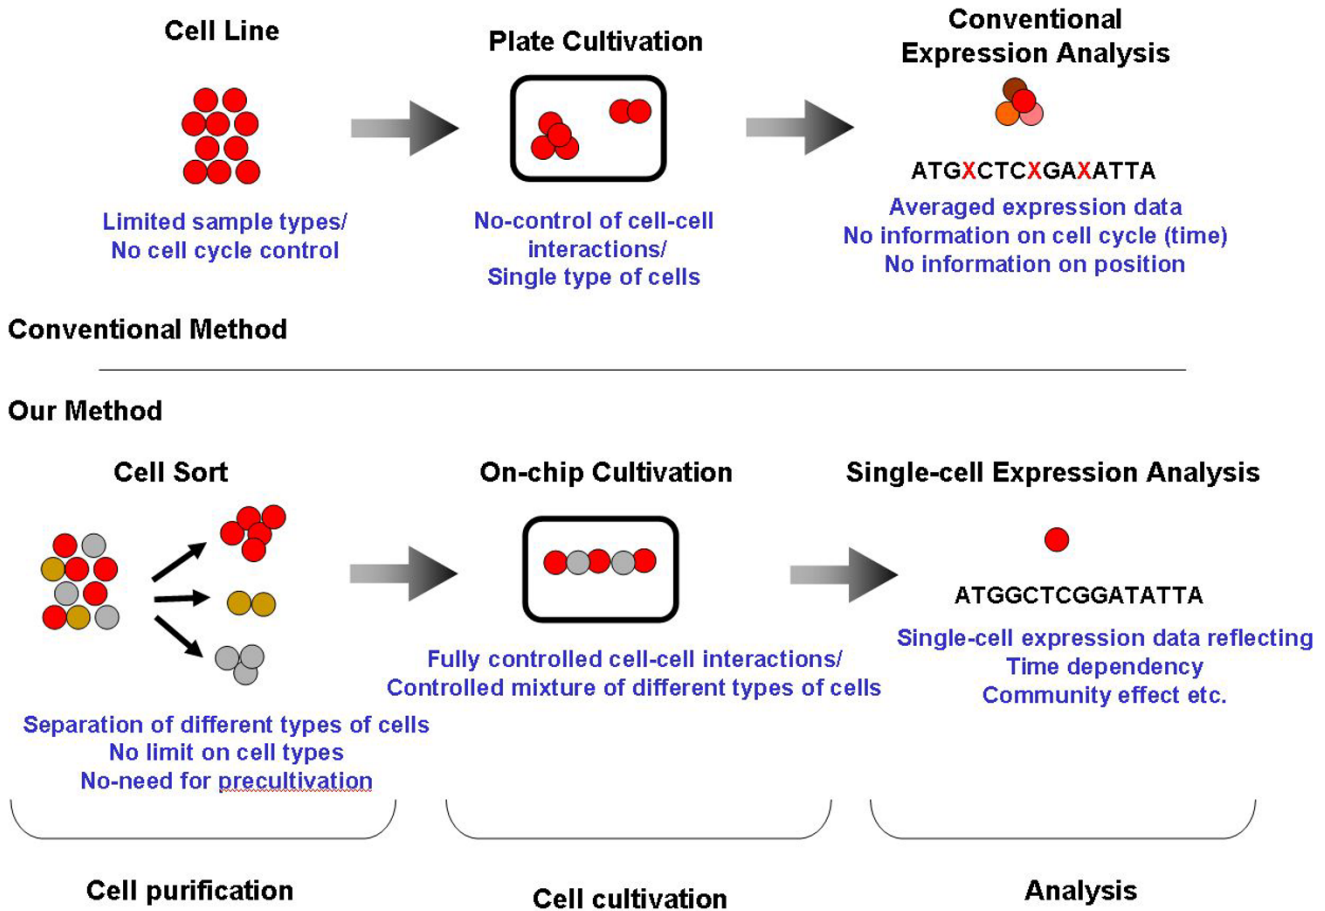 Cell Line
Plate Cultivation
Conventional
Expression Analysis
ATGXCTCXGAXATTA
Limited sample types/
No cell cycle control
No-control of cell-cell
interactions/
Single type of cells
Averaged expression data
No information on cell cycle (time)
No information on position
Conventional Method
Our Method
Cell Sort
On-chip Cultivation
Single-cell Expression Analysis
ATGGCTCGGATATTA
Separation of different types of cells
No limit on cell types
No-need for precultivation
Fully controlled cell-cell interactions/
Controlled mixture of different types of cells
Single-cell expression data reflecting
Time dependency
Community effect etc.
Cell purification
Cell cultivation
Analysis